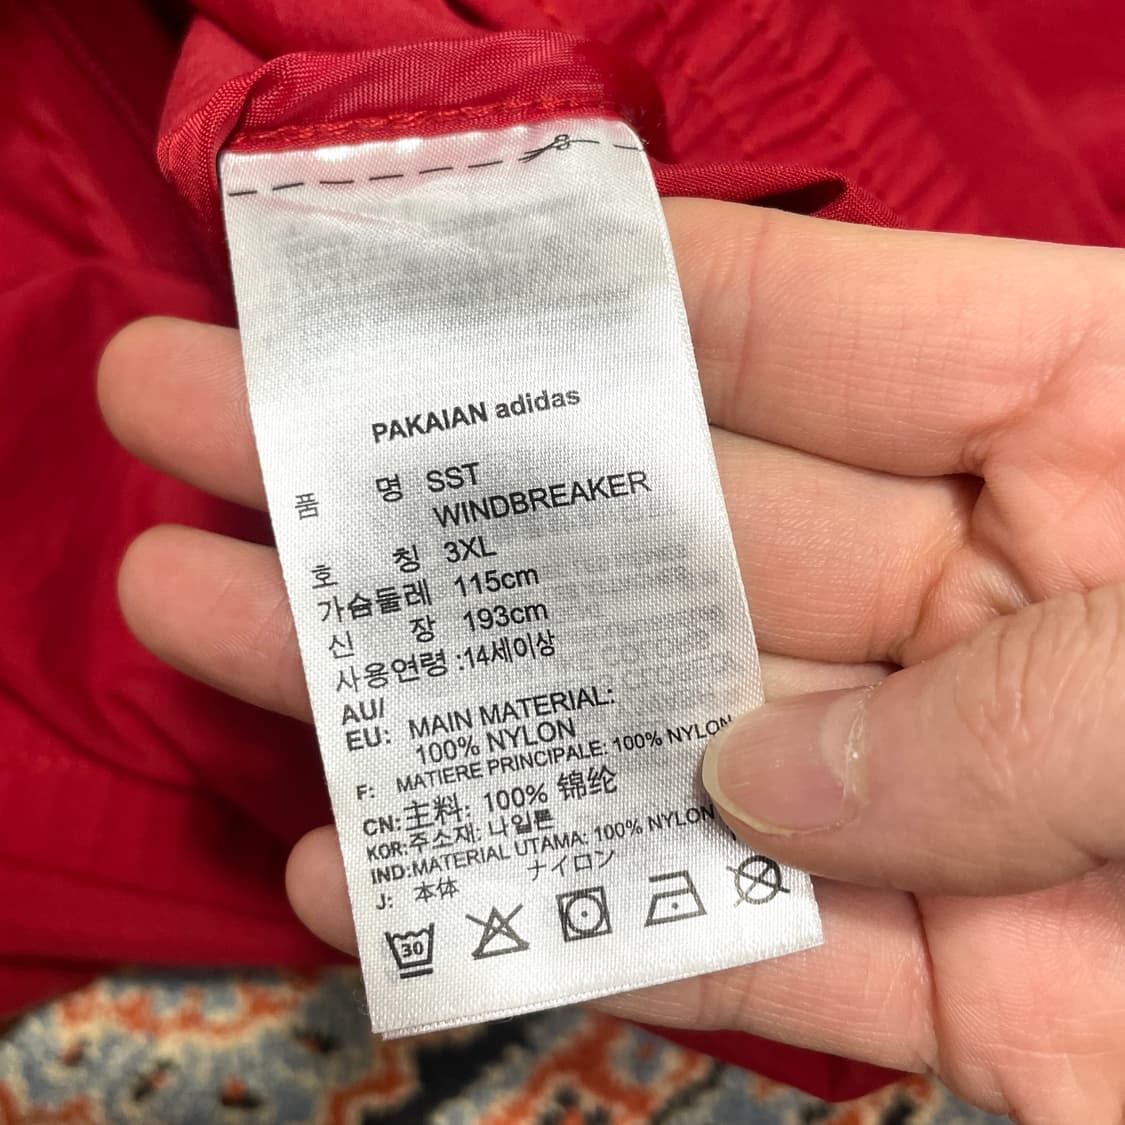 PAKAIAN adidas
품 명 SST
WINDBREAKER
호 칭 3XL
가슴둘레 115cm
신 장 193cm
사용연령 :14세이상
AU/
EU: MAIN MATERIAL:
100% NYLON
F: MATIERE PRINCIPALE: 100% NYLON
CN:主料: 100% 锦纶
KOR:주소재: 나일론
IND:MATERIAL UTAMA: 100% NYLON
J: 本体 ナイロン
30